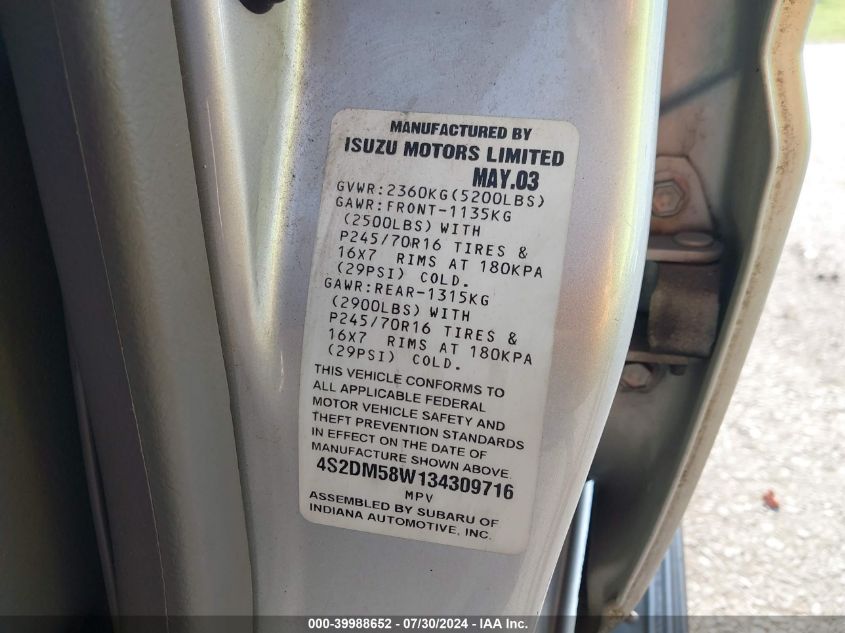 MANUFACTURED BY
ISUZU MOTORS LIMITED
MAY.03
GVWR:2360KG(5200LBS)
GAWR:FRONT-1135KG
(2500LBS) WITH
P245/70R16 TIRES &
16X7 RIMS AT 180KPA
(29PSI) COLD.
GAWR:REAR-1315KG
(2900LBS) WITH
P245/70R16 TIRES &
16X7 RIMS AT 180KPA
(29PSI) COLD.
THIS VEHICLE CONFORMS TO
ALL APPLICABLE FEDERAL
MOTOR VEHICLE SAFETY AND
THEFT PREVENTION STANDARDS
IN EFFECT ON THE DATE OF
MANUFACTURE SHOWN ABOVE.
4S2DM58W134309716
MPV
ASSEMBLED BY SUBARU OF
INDIANA AUTOMOTIVE, INC.
000-39988652 - 07/30/2024 - IAA Inc.